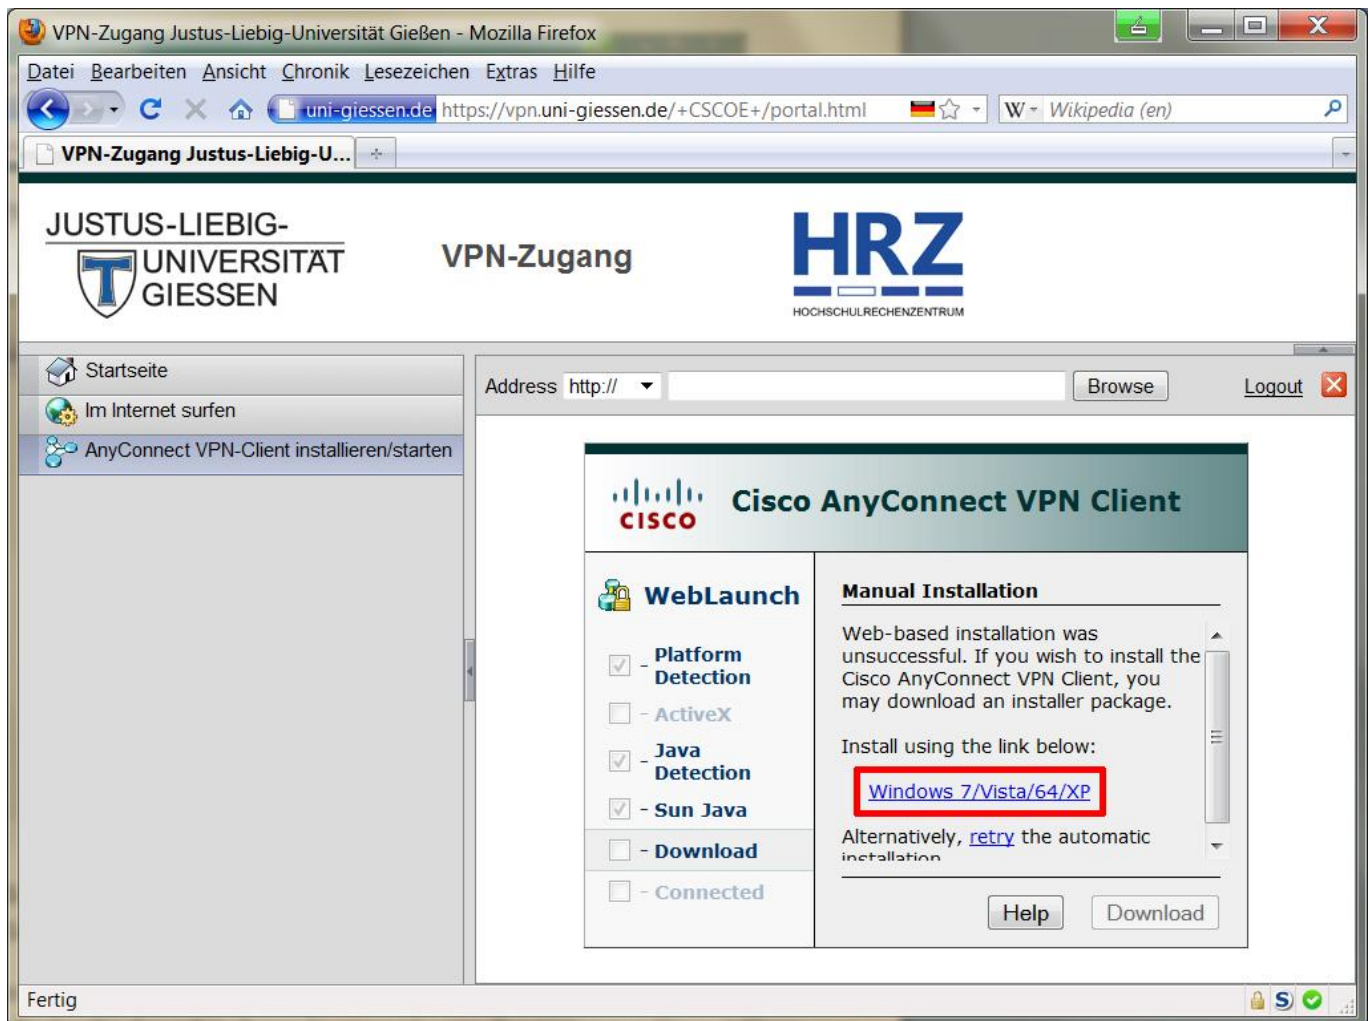 VPN-Zugang Justus-Liebig-Universität Gießen - Mozilla Firefox
Datei Bearbeiten Ansicht Chronik Lesezeichen Extras Hilfe
uni-giessen.de https://vpn.uni-giessen.de/+CSCOE+/portal.html W Wikipedia (en)
VPN-Zugang Justus-Liebig-U...
JUSTUS-LIEBIG-
UNIVERSITÄT
GIESSEN
VPN-Zugang
HRZ
HOCHSCHULRECHENZENTRUM
Startseite
Im Internet surfen
AnyConnect VPN-Client installieren/starten
Address http:// Browse Logout
CISCO
Cisco AnyConnect VPN Client
WebLaunch
- Platform
Detection
- ActiveX
- Java
Detection
- Sun Java
- Download
- Connected
Manual Installation
Web-based installation was
unsuccessful. If you wish to install the
Cisco AnyConnect VPN Client, you
may download an installer package.
Install using the link below:
Windows 7/Vista/64/XP
Alternatively, retry the automatic
installation
Help Download
Fertig